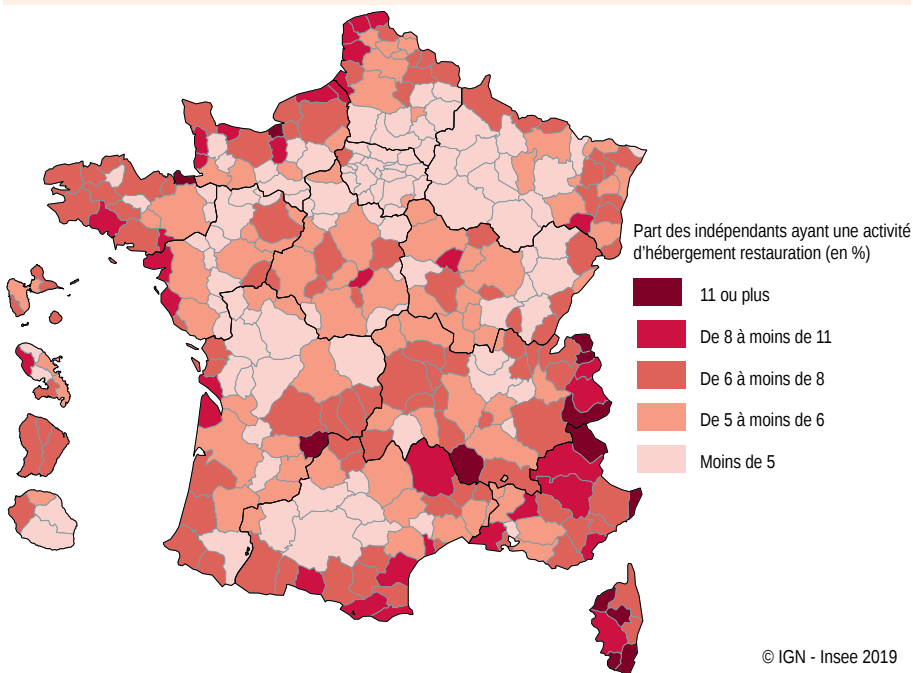 Part des indépendants ayant une activité
d’hébergement restauration (en %)
11 ou plus
De 8 à moins de 11
De 6 à moins de 8
De 5 à moins de 6
Moins de 5
© IGN - Insee 2019